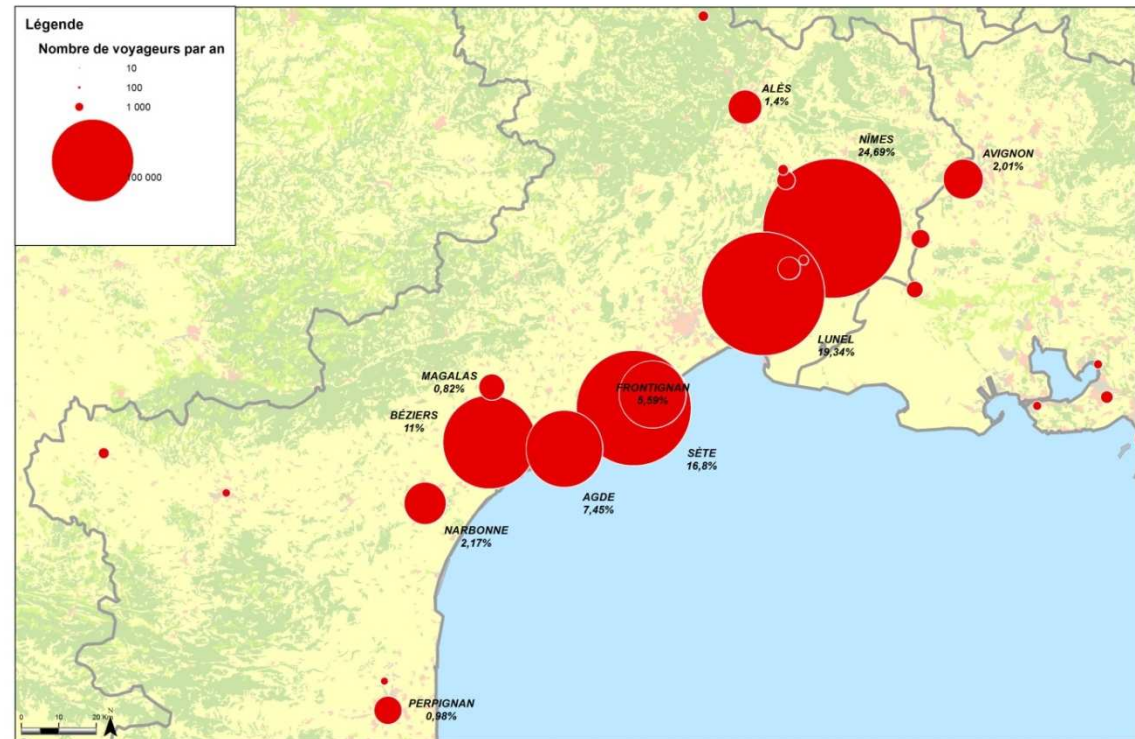 Légende
Nombre de voyageurs par an
10
100
1 000
100 000
ALÈS
1,4%
NÎMES
24,69%
AVIGNON
2,01%
LUNEL
19,34%
MAGALAS
0,82%
FRONTIGNAN
5,59%
BÉZIERS
11%
SÈTE
16,8%
AGDE
7,45%
NARBONNE
2,17%
PERPIGNAN
0,98%
0 10 20 Km
N